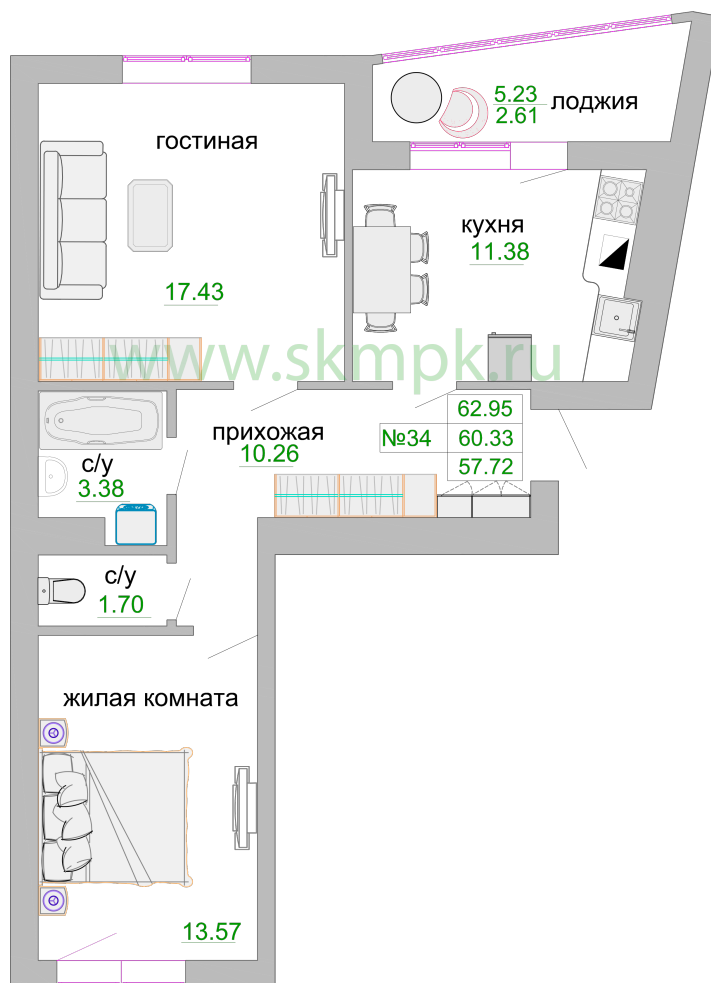 5.23
2.61
лоджия
гостиная
17.43
кухня
11.38
www.skmpk.ru
прихожая
10.26
№34
62.95
60.33
57.72
с/у
3.38
с/у
1.70
жилая комната
13.57